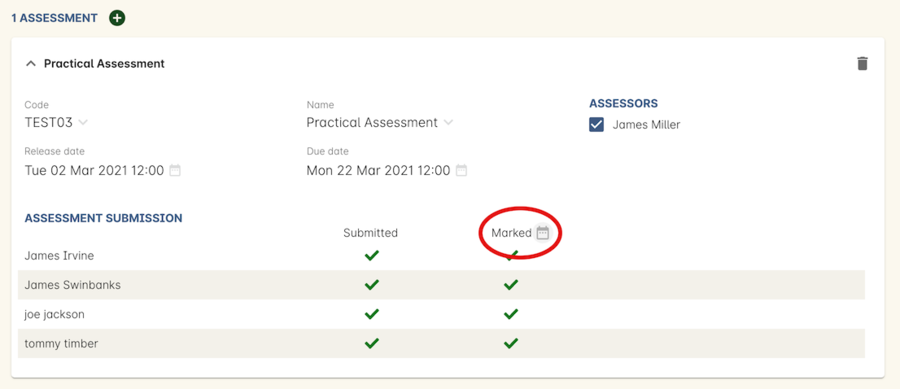 1 ASSESSMENT
Practical Assessment
Code
TEST03
Name
Practical Assessment
ASSESSORS
James Miller
Release date
Tue 02 Mar 2021 12:00
Due date
Mon 22 Mar 2021 12:00
ASSESSMENT SUBMISSION
Submitted
Marked
James Irvine
James Swinbanks
joe jackson
tommy timber